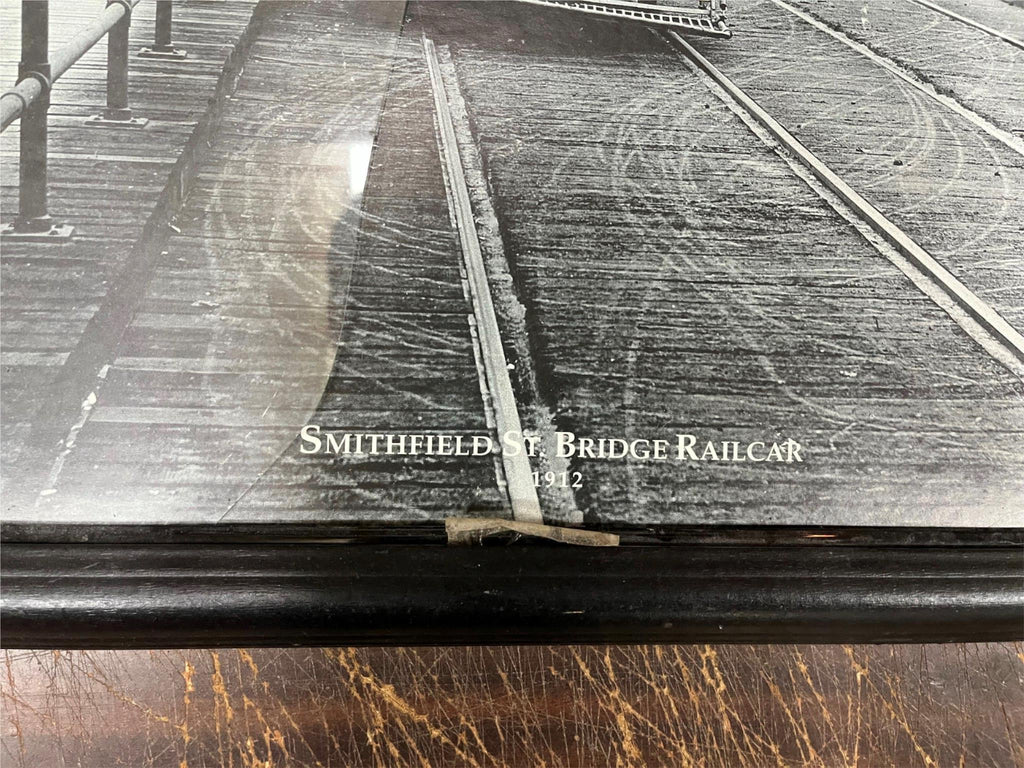 SMITHFIELD ST. BRIDGE RAILCAR
1912